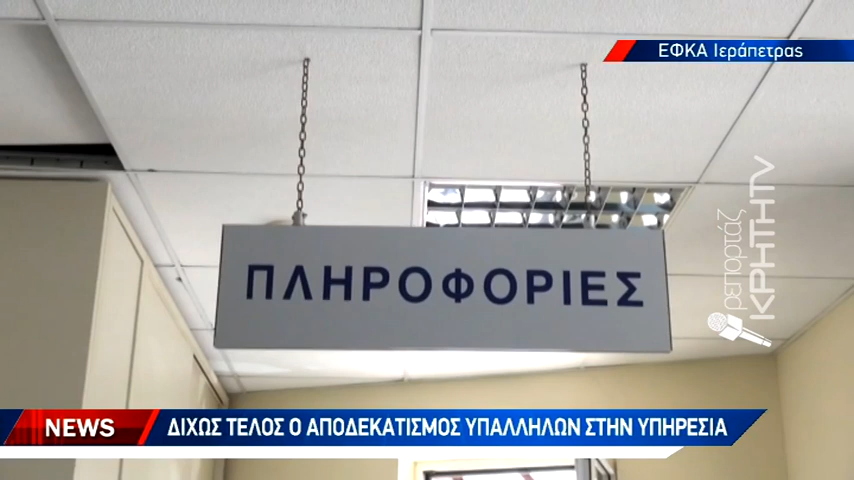 ΕΦΚΑ Ιεράπετρας
ρεπορτάζ
ΚΡΗΤΗTV
ΠΛΗΡΟΦΟΡΙΕΣ
NEWS
ΔΙΧΩΣ ΤΕΛΟΣ Ο ΑΠΟΔΕΚΑΤΙΣΜΟΣ ΥΠΑΛΛΗΛΩΝ ΣΤΗΝ ΥΠΗΡΕΣΙΑ